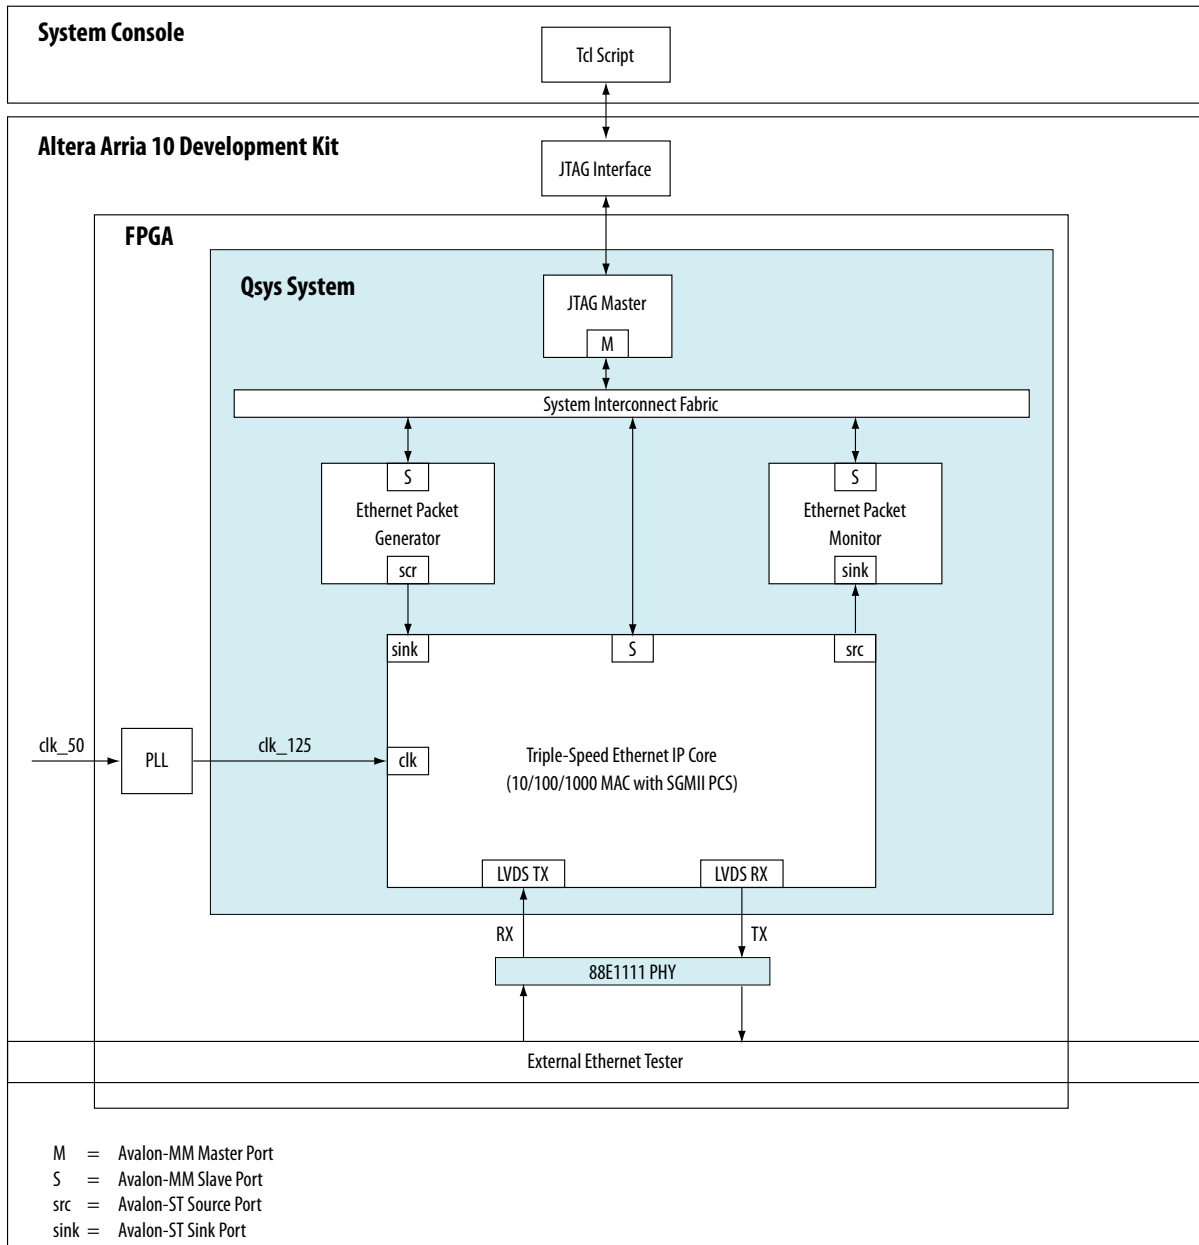 System Console
Tcl Script
Altera Arria 10 Development Kit
JTAG Interface
FPGA
Qsys System
JTAG Master
M
System Interconnect Fabric
S
Ethernet Packet
Generator
scr
S
Ethernet Packet
Monitor
sink
sink
S
src
clk_50
PLL
clk_125
clk
Triple-Speed Ethernet IP Core
(10/100/1000 MAC with SGMII PCS)
LVDS TX
LVDS RX
RX
TX
88E1111 PHY
External Ethernet Tester
M = Avalon-MM Master Port
S = Avalon-MM Slave Port
src = Avalon-ST Source Port
sink = Avalon-ST Sink Port